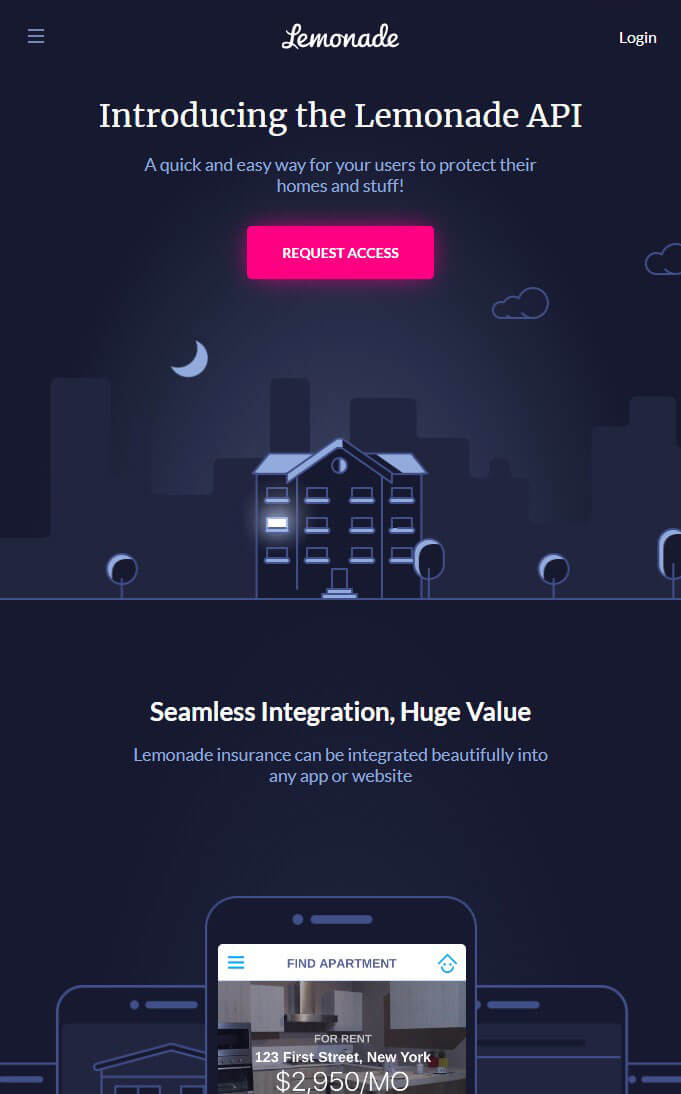 Lemonade
Login
Introducing the Lemonade API
A quick and easy way for your users to protect their
homes and stuff!
REQUEST ACCESS
Seamless Integration, Huge Value
Lemonade insurance can be integrated beautifully into
any app or website
FIND APARTMENT
FOR RENT
123 First Street, New York
$2,950/MO